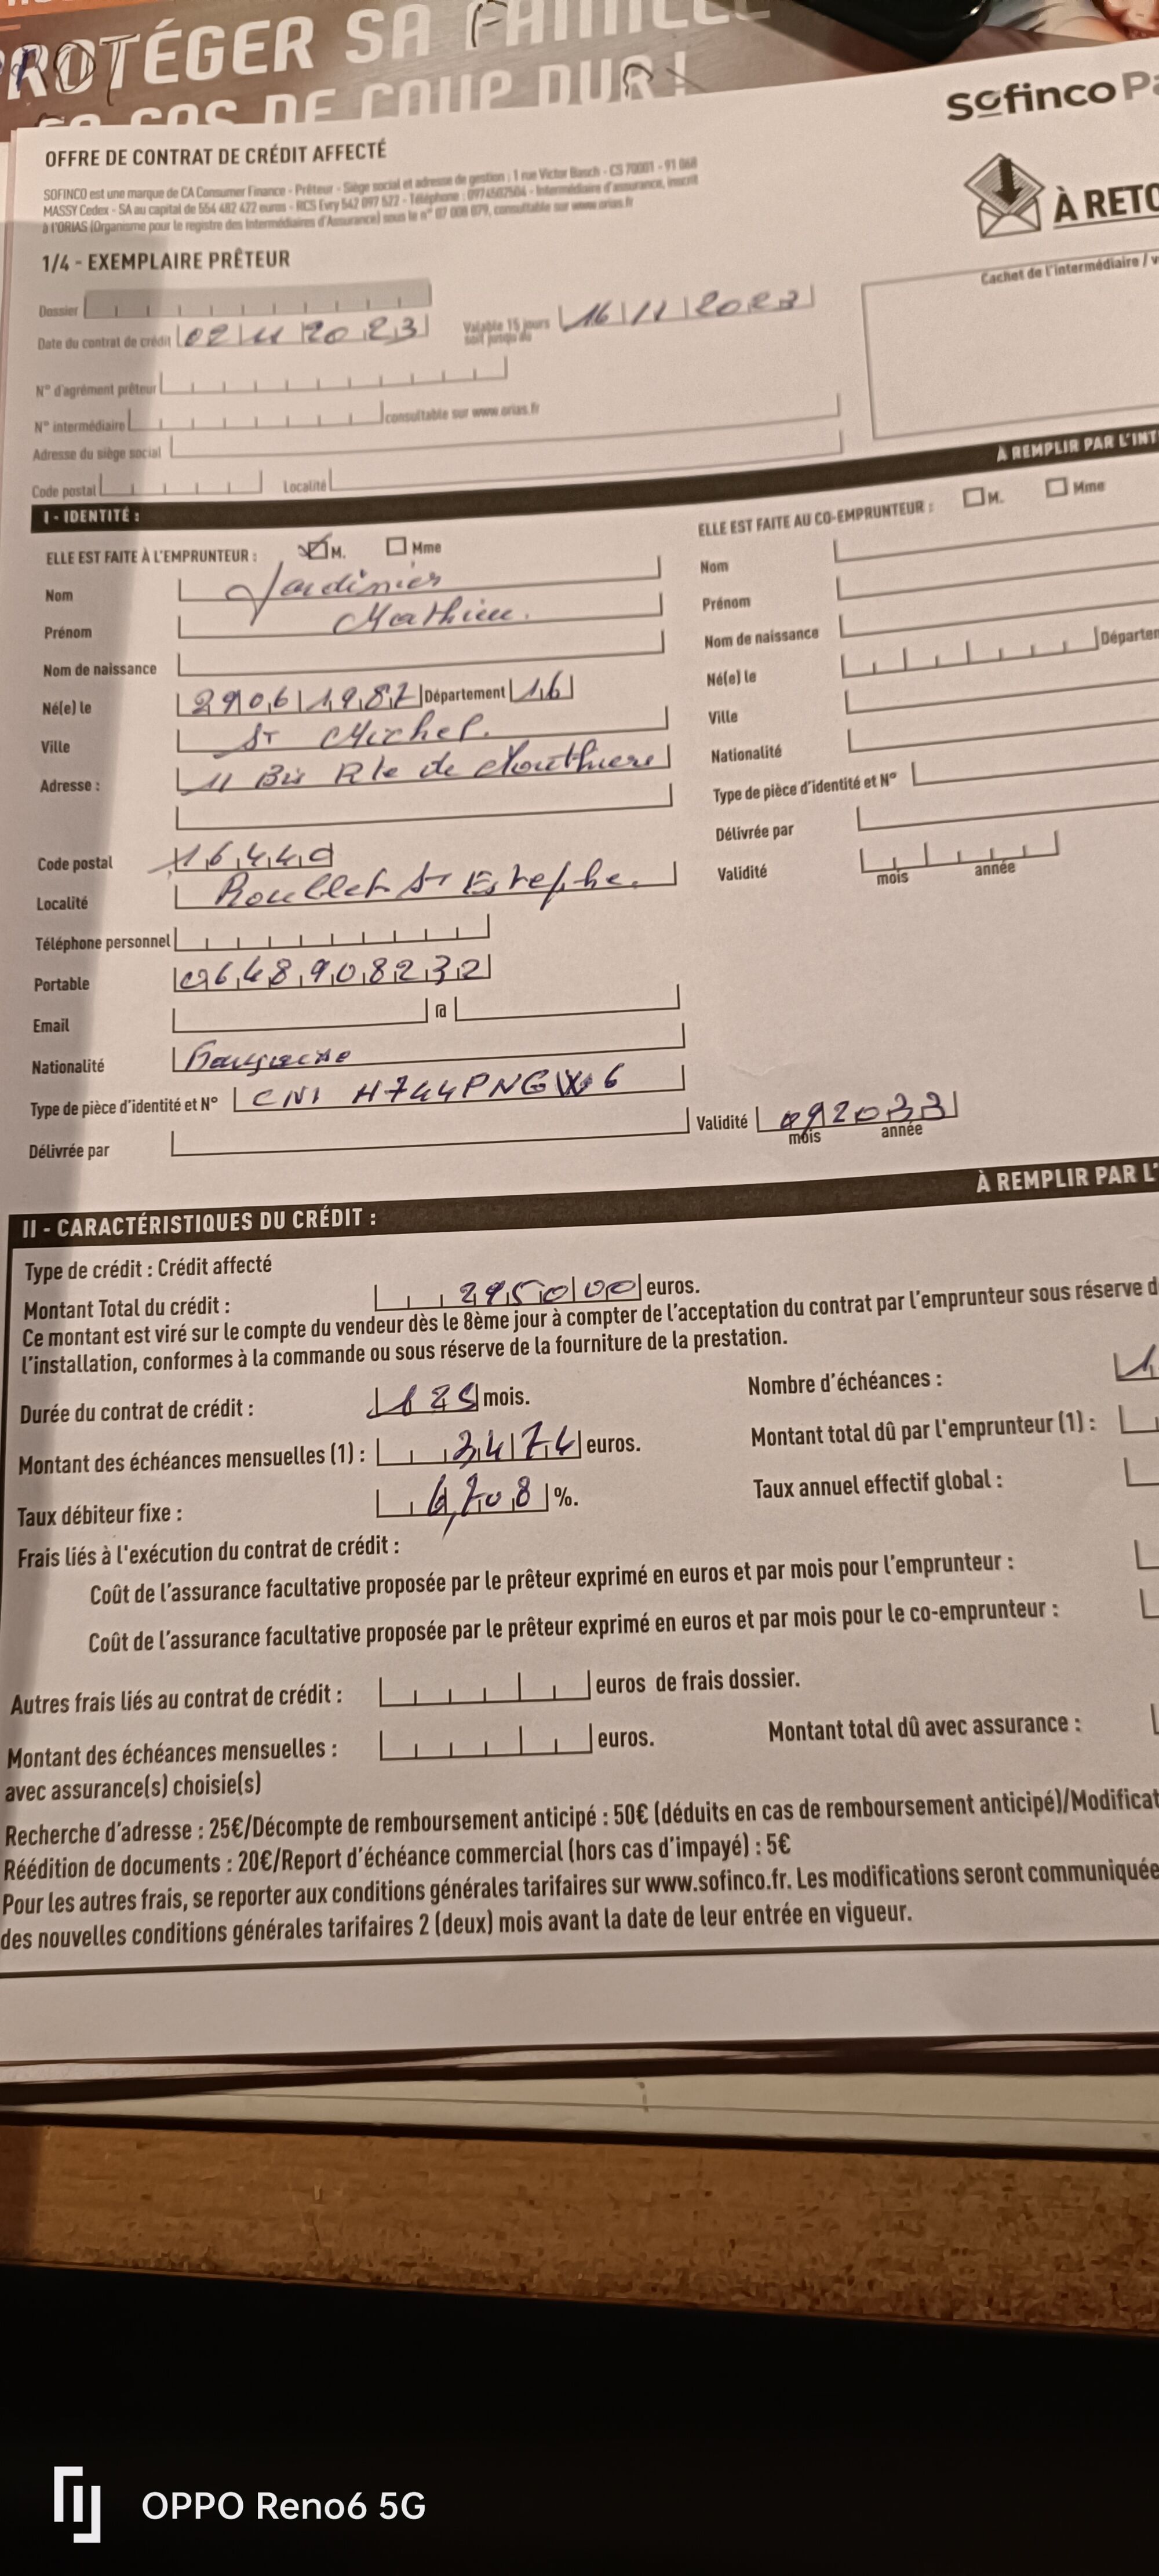 PROTÉGER SA FAMILLE
CAS DE COUP DUR !
Sofinco
OFFRE DE CONTRAT DE CRÉDIT AFFECTÉ
SOFINCO est une marque de CA Consumer Finance - Prêteur - Siège social et adresse de gestion : 1 rue Victor Basch - CS 70001 - 91 068
MASSY Cedex - SA au capital de 554 482 422 euros - RCS Evry 542 097 522 - Téléphone : 0974502504 - Intermédiaire d'assurance, inscrit
à l'ORIAS (Organisme pour le registre des Intermédiaires d'Assurance) sous le n° 07 008 079, consultable sur www.orias.fr
À RETO
1/4 - EXEMPLAIRE PRÊTEUR
Cachet de l'intermédiaire / v
Dossier
Date du contrat de crédit 02 11 2023 Valable 15 jours soit jusqu'au 16 11 2023
N° d'agrément prêteur
N° intermédiaire consultable sur www.orias.fr
Adresse du siège social
Code postal Localité
À REMPLIR PAR L'INT
I - IDENTITÉ :
ELLE EST FAITE À L'EMPRUNTEUR : M. Mme
ELLE EST FAITE AU CO-EMPRUNTEUR : M. Mme
Nom Jardinier
Nom
Prénom Mathieu.
Prénom
Nom de naissance
Nom de naissance
Né(e) le 29 06 1987 Département 16
Né(e) le Départem
Ville St Michel.
Ville
Adresse : 11 Bis Rte de Mouthiers
Nationalité
Type de pièce d'identité et N°
Délivrée par
Code postal 16440
Validité mois année
Localité Roullet St Estephe.
Téléphone personnel
Portable 0648908232
Email @
Nationalité Française
Type de pièce d'identité et N° CNI H744PNGX6
Délivrée par Validité 09 2033
mois année
À REMPLIR PAR L'
II - CARACTÉRISTIQUES DU CRÉDIT :
Type de crédit : Crédit affecté
Montant Total du crédit : 2950 00 euros.
Ce montant est viré sur le compte du vendeur dès le 8ème jour à compter de l'acceptation du contrat par l'emprunteur sous réserve d
l'installation, conformes à la commande ou sous réserve de la fourniture de la prestation.
Durée du contrat de crédit : 125 mois.
Nombre d'échéances : 1
Montant des échéances mensuelles (1) : 34 74 euros.
Montant total dû par l'emprunteur (1) :
Taux débiteur fixe : 6,708 %.
Taux annuel effectif global :
Frais liés à l'exécution du contrat de crédit :
Coût de l'assurance facultative proposée par le prêteur exprimé en euros et par mois pour l'emprunteur :
Coût de l'assurance facultative proposée par le prêteur exprimé en euros et par mois pour le co-emprunteur :
Autres frais liés au contrat de crédit : euros de frais dossier.
Montant des échéances mensuelles : euros.
Montant total dû avec assurance :
avec assurance(s) choisie(s)
Recherche d'adresse : 25€/Décompte de remboursement anticipé : 50€ (déduits en cas de remboursement anticipé)/Modificat
Réédition de documents : 20€/Report d'échéance commercial (hors cas d'impayé) : 5€
Pour les autres frais, se reporter aux conditions générales tarifaires sur www.sofinco.fr. Les modifications seront communiquée
des nouvelles conditions générales tarifaires 2 (deux) mois avant la date de leur entrée en vigueur.
OPPO Reno6 5G